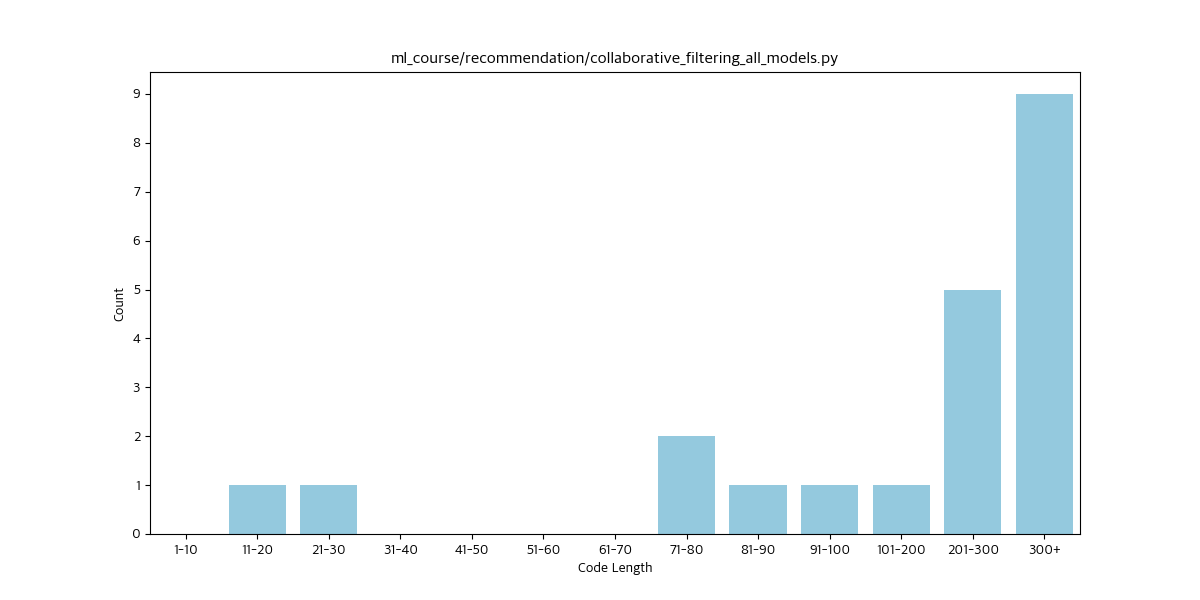 ml_course/recommendation/collaborative_filtering_all_models.py
Count
9
8
7
6
5
4
3
2
1
0
1-10 11-20 21-30 31-40 41-50 51-60 61-70 71-80 81-90 91-100 101-200 201-300 300+
Code Length